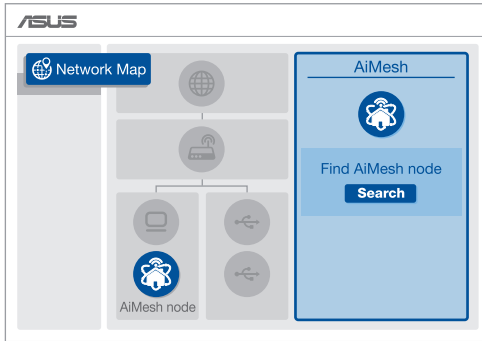 ASUS
Network Map
AiMesh
Find AiMesh node
Search
AiMesh node